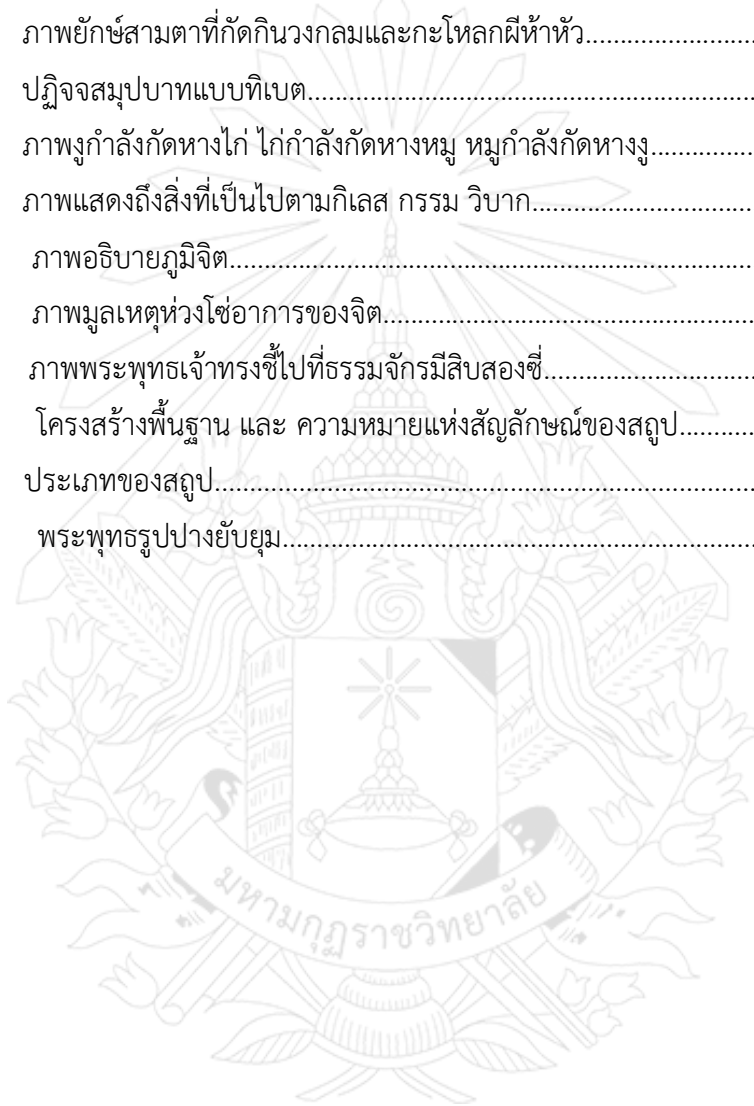 ภาพยักษ์สามตาที่กัดกินวงกลมและกะโหลกผีห้าหัว........................
ปฏิจจสมุปบาทแบบทิเบต................................................................
ภาพงูกำลังกัดหางไก่ ไก่กำลังกัดหางหมู หมูกำลังกัดหางงู...............
ภาพแสดงถึงสิ่งที่เป็นไปตามกิเลส กรรม วิบาก................................
ภาพอธิบายภูมิจิต...........................................................................
ภาพมูลเหตุห่วงโซ่อาการของจิต.....................................................
ภาพพระพุทธเจ้าทรงชี้ไปที่ธรรมจักรมีสิบสองซี่..............................
โครงสร้างพื้นฐาน และ ความหมายแห่งสัญลักษณ์ของสถูป...........
ประเภทของสถูป.............................................................................
พระพุทธรูปปางยับยุม....................................................................
มหามกุฏราชวิทยาลัย